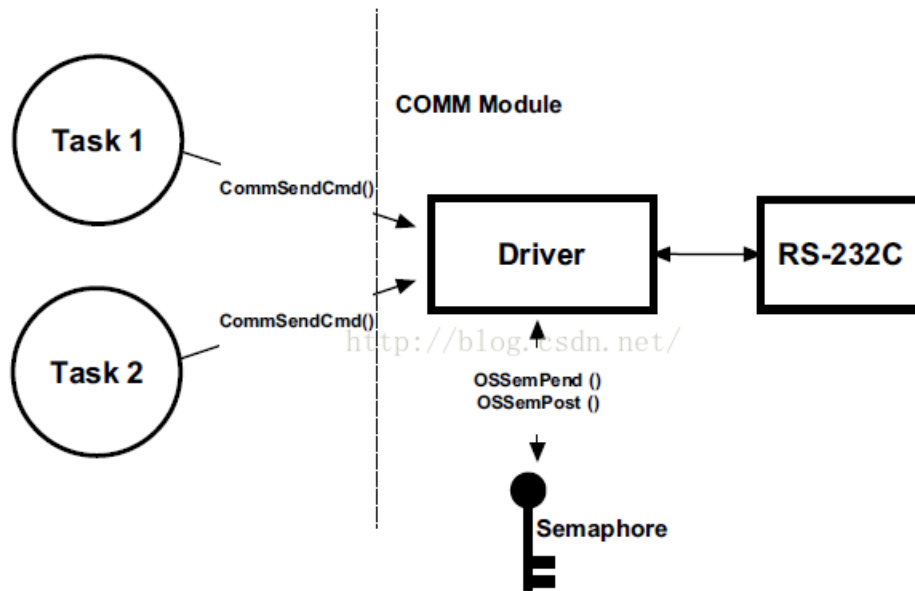 COMM Module
Task 1
CommSendCmd()
Driver
RS-232C
CommSendCmd()
http://blog.csdn.net/
Task 2
OSSemPend ()
OSSemPost ()
Semaphore